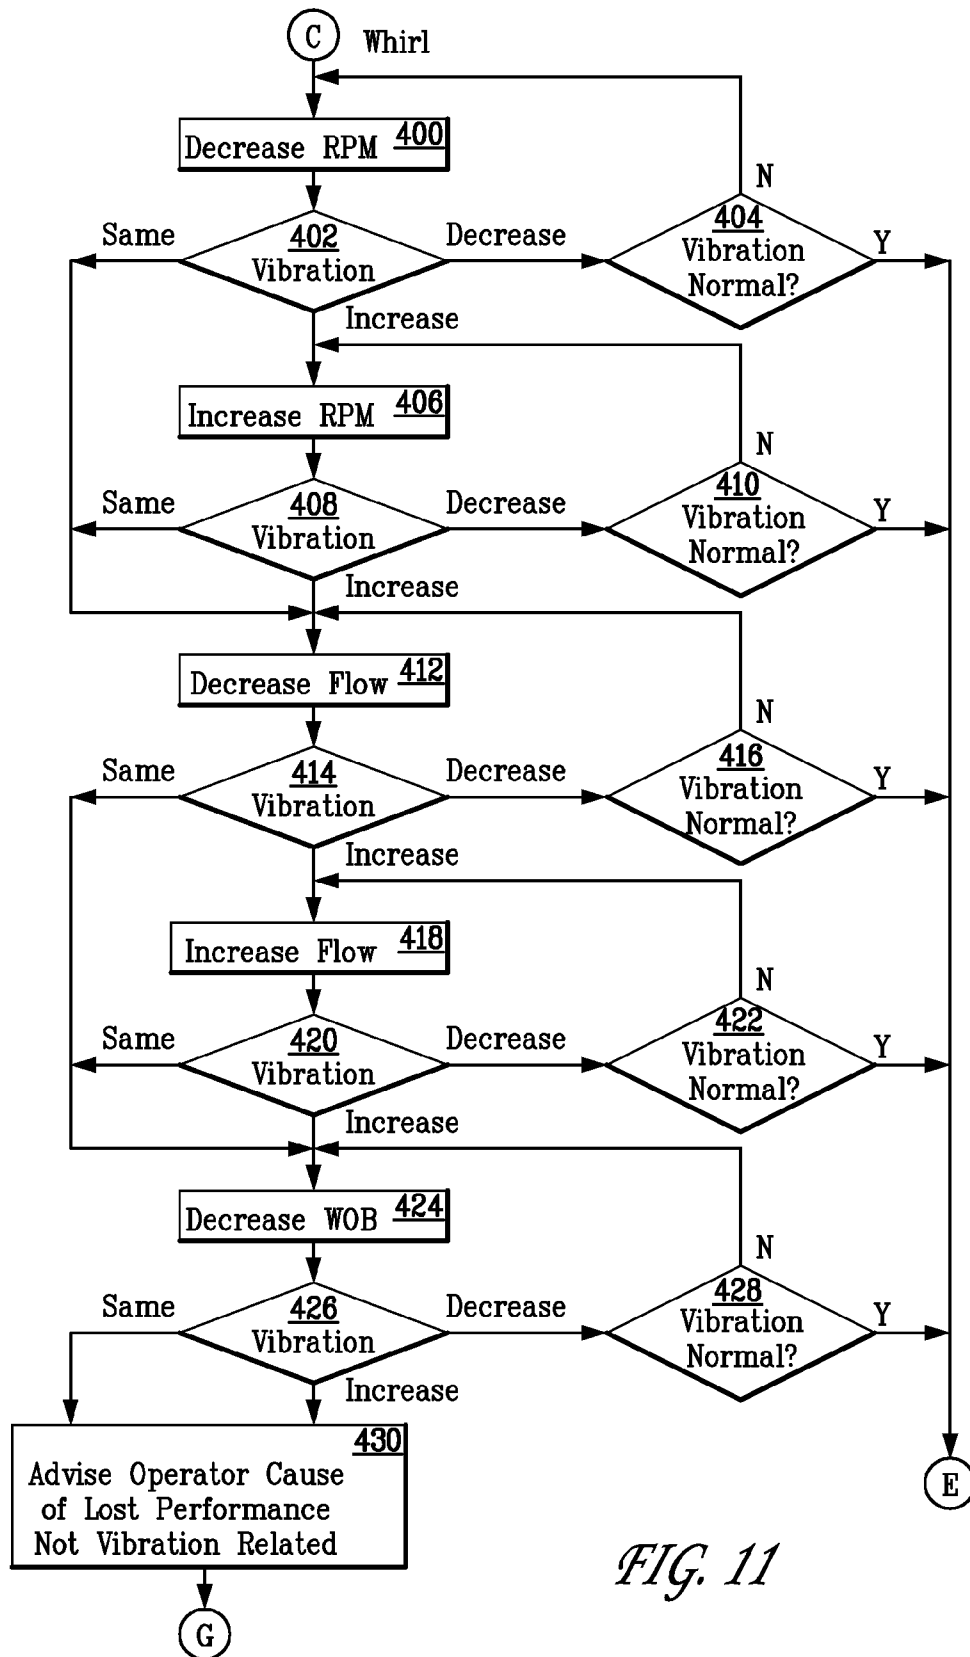 C Whirl
Decrease RPM 400
N
Same
402
Vibration
Decrease
404
Vibration
Normal?
Y
Increase
Increase RPM 406
N
Same
408
Vibration
Decrease
410
Vibration
Normal?
Y
Increase
Decrease Flow 412
N
Same
414
Vibration
Decrease
416
Vibration
Normal?
Y
Increase
Increase Flow 418
N
Same
420
Vibration
Decrease
422
Vibration
Normal?
Y
Increase
Decrease WOB 424
N
Same
426
Vibration
Decrease
428
Vibration
Normal?
Y
Increase
430
Advise Operator Cause
of Lost Performance
Not Vibration Related
E
FIG. 11
G